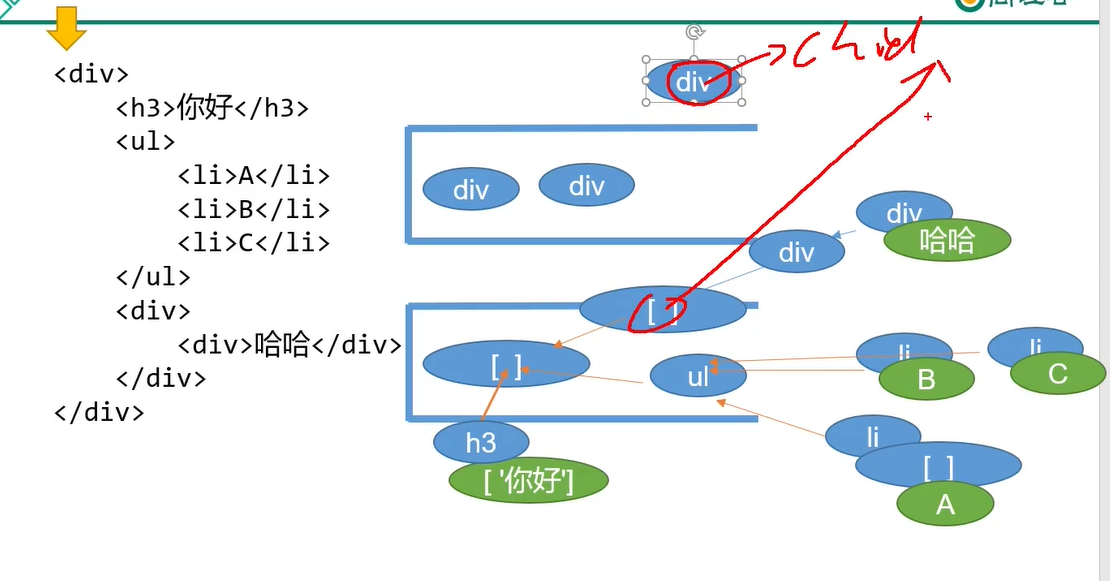 <div>
<h3>你好</h3>
<ul>
<li>A</li>
<li>B</li>
<li>C</li>
</ul>
<div>
<div>哈哈</div>
</div>
</div>
div
div
div
div
哈哈
div
[ ]
[ ]
ul
li
B
li
C
h3
[ '你好']
li
[ ]
A